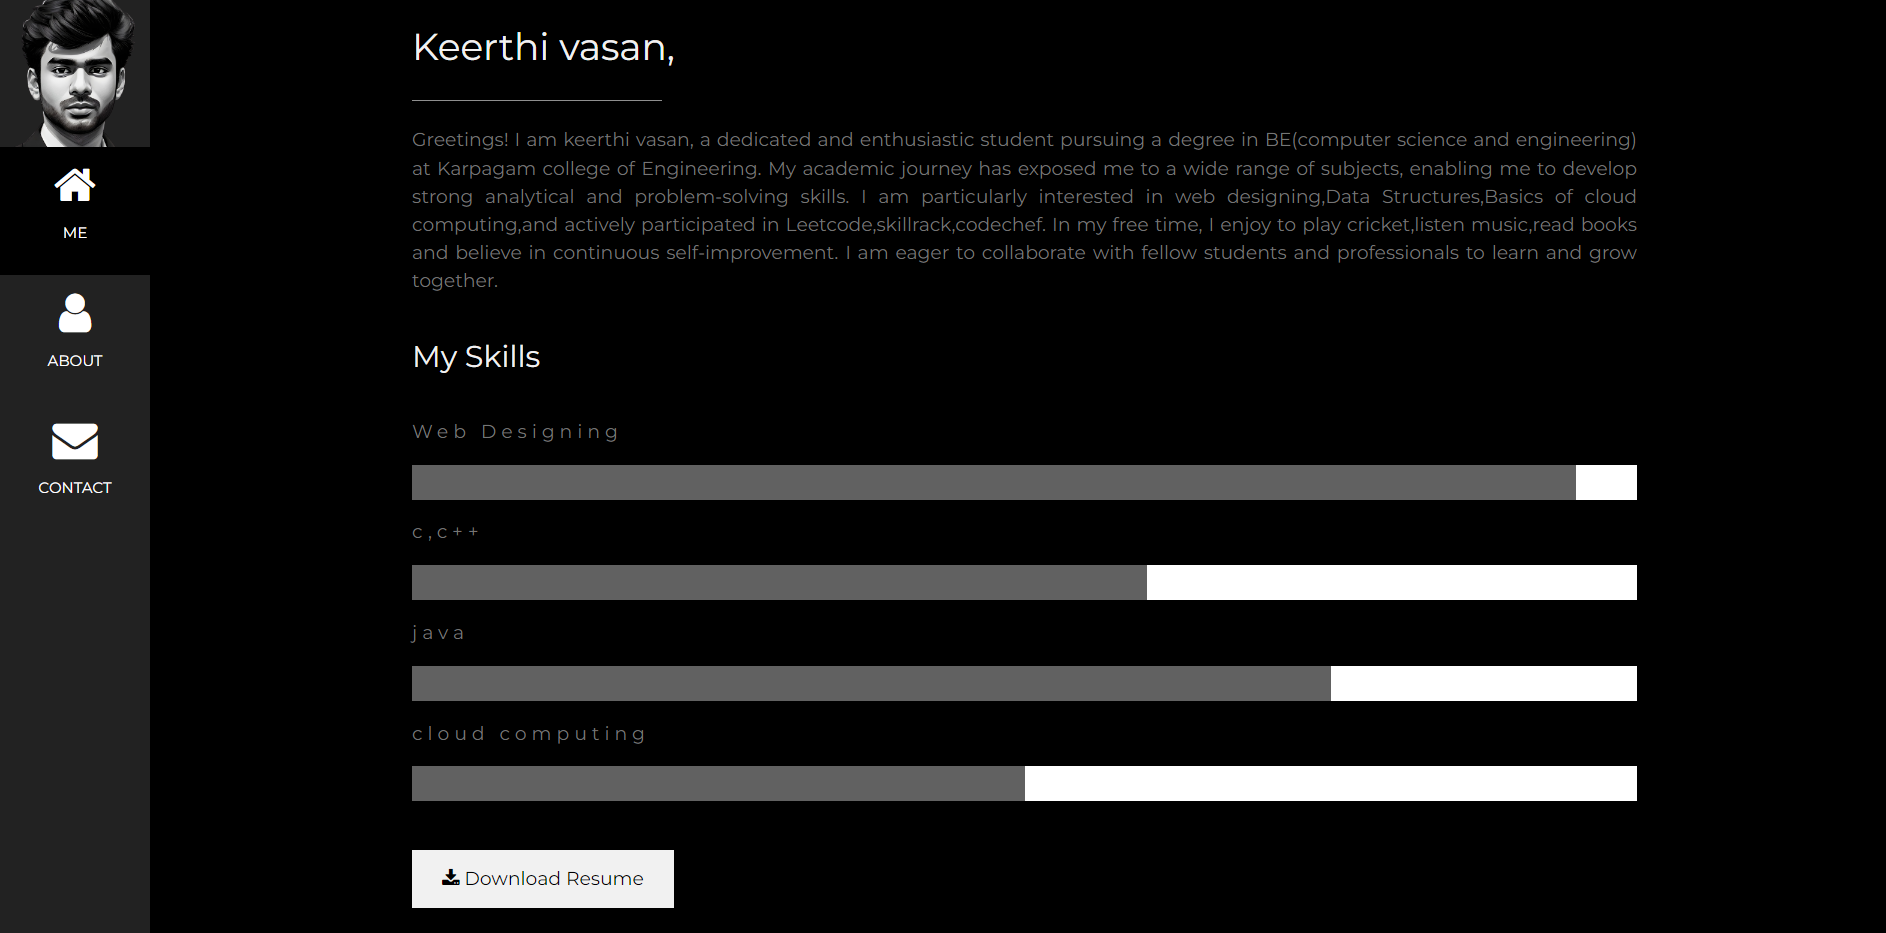 ME
ABOUT
CONTACT
Keerthi vasan,
Greetings! I am keerthi vasan, a dedicated and enthusiastic student pursuing a degree in BE(computer science and engineering)
at Karpagam college of Engineering. My academic journey has exposed me to a wide range of subjects, enabling me to develop
strong analytical and problem-solving skills. I am particularly interested in web designing,Data Structures,Basics of cloud
computing,and actively participated in Leetcode,skillrack,codechef. In my free time, I enjoy to play cricket,listen music,read books
and believe in continuous self-improvement. I am eager to collaborate with fellow students and professionals to learn and grow
together.
My Skills
Web Designing
c,c++
java
cloud computing
Download Resume